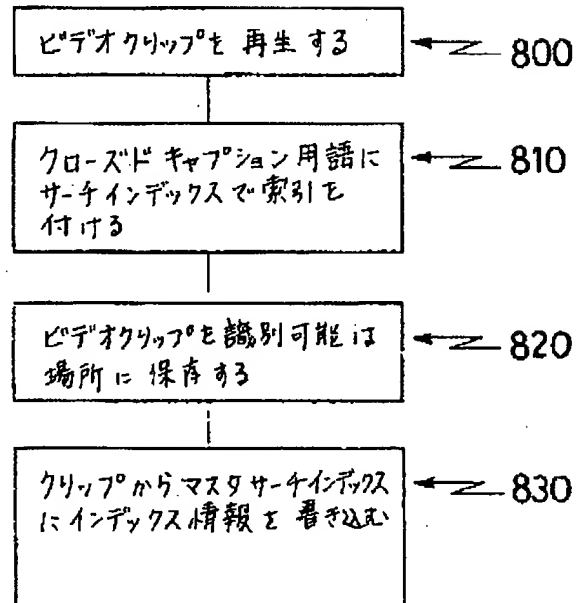 ビデオクリップを再生する
800
クローズドキャプション用語に
サーチインデックスで索引を
付ける
810
ビデオクリップを識別可能は
場所に保存する
820
クリップからマスタサーチインデックス
にインデックス情報を書き込む
830